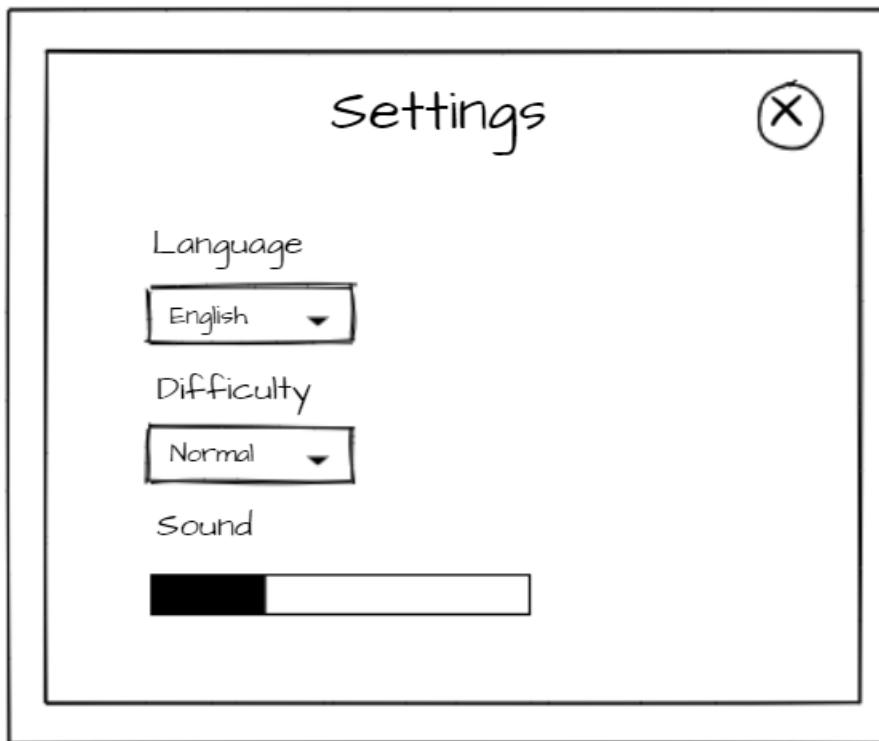 Settings
X
Language
English
Difficulty
Normal
Sound